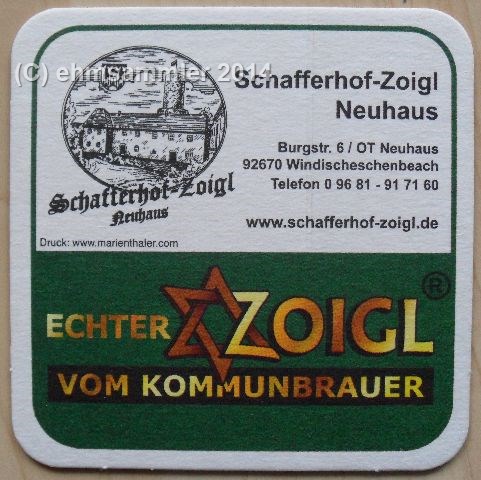 (C) ehmsammler 2014
Schafferhof-Zoigl
Neuhaus
Burgstr. 6 / OT Neuhaus
92670 Windischeschenbeach
Telefon 0 96 81 - 91 71 60
www.schafferhof-zoigl.de
Schafferhof-Zoigl
Neuhaus
Druck: www.marienthaler.com
ECHTER ZOIGL ®
VOM KOMMUNBRAUER